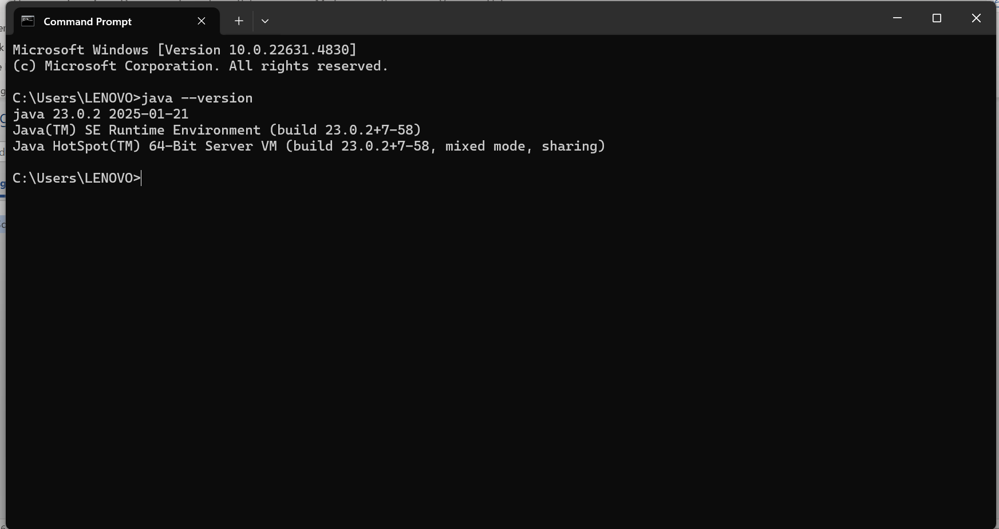 Command Prompt
Microsoft Windows [Version 10.0.22631.4830]
(c) Microsoft Corporation. All rights reserved.
C:\Users\LENOVO>java --version
java 23.0.2 2025-01-21
Java(TM) SE Runtime Environment (build 23.0.2+7-58)
Java HotSpot(TM) 64-Bit Server VM (build 23.0.2+7-58, mixed mode, sharing)
C:\Users\LENOVO>